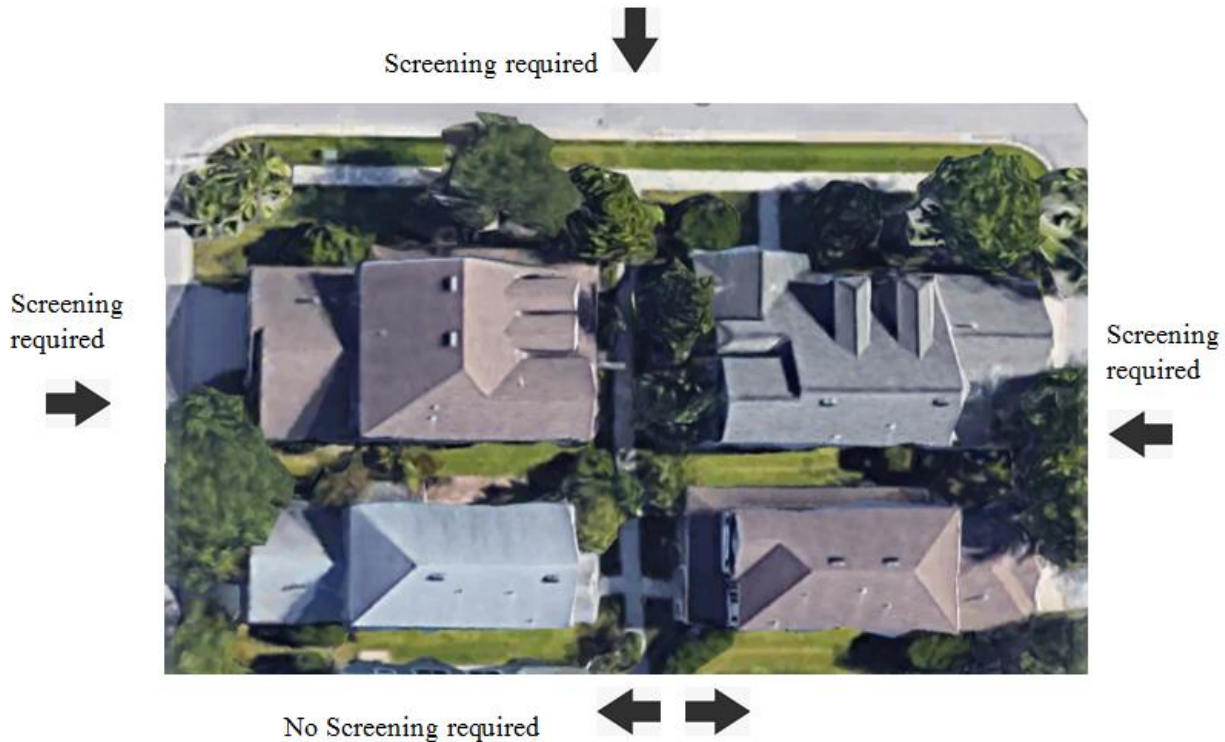 Screening required
Screening
required
Screening
required
No Screening required